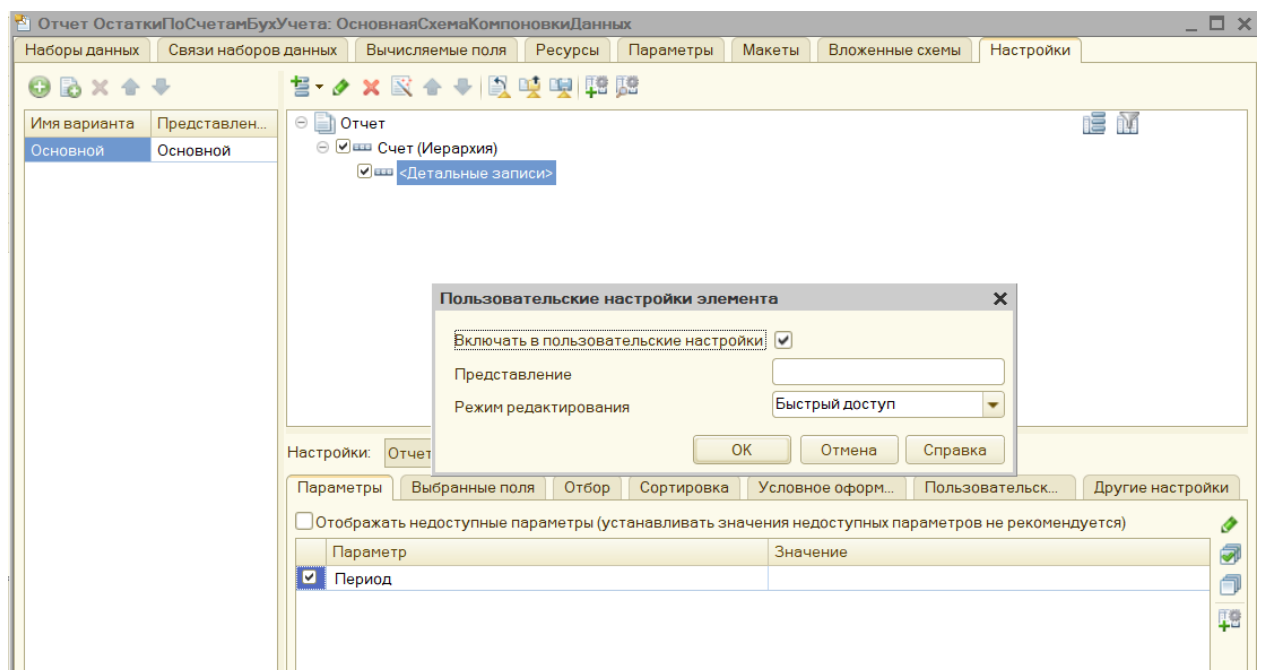 Отчет ОстаткиПоСчетамБухУчета: ОсновнаяСхемаКомпоновкиДанных
Наборы данных Связи наборов данных Вычисляемые поля Ресурсы Параметры Макеты Вложенные схемы Настройки
Имя варианта Представлен...
Основной Основной
Отчет
Счет (Иерархия)
<Детальные записи>
Пользовательские настройки элемента
Включать в пользовательские настройки
Представление
Режим редактирования Быстрый доступ
ОК Отмена Справка
Настройки: Отчет
Параметры Выбранные поля Отбор Сортировка Условное оформ... Пользовательск... Другие настройки
Отображать недоступные параметры (устанавливать значения недоступных параметров не рекомендуется)
Параметр Значение
Период